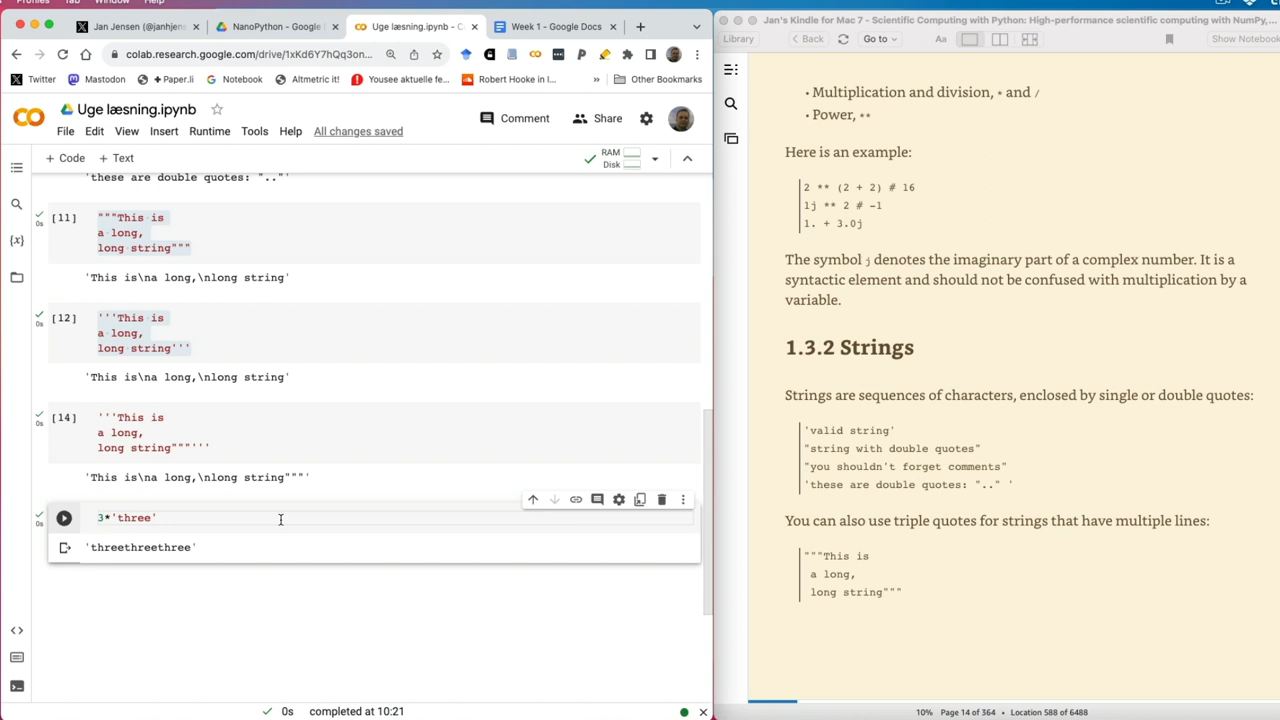 Tab Window Help
Jan Jensen (@janhjen
NanoPython - Google
Uge læsning.ipynb - C
Week 1 - Google Docs
colab.research.google.com/drive/1xKd6Y7hQq3on...
Twitter Mastodon + Paper.li Notebook Altmetric it! Yousee aktuelle fe... Robert Hooke in I... » Other Bookmarks
Uge læsning.ipynb
Comment Share
File Edit View Insert Runtime Tools Help All changes saved
+ Code + Text
RAM
Disk
'these are double quotes: ".."'
[11] """This is
0s
a long,
long string"""
'This is\na long,\nlong string'
[12] '''This is
0s
a long,
long string'''
'This is\na long,\nlong string'
[14] '''This is
0s
a long,
long string"""'''
'This is\na long,\nlong string"""'
3*'three'
0s
'threethreethree'
0s completed at 10:21
Jan's Kindle for Mac 7 - Scientific Computing with Python: High-performance scientific computing with NumPy,...
Library Back Go to Aa Show Notebook
• Multiplication and division, * and /
• Power, **
Here is an example:
2 ** (2 + 2) # 16
1j ** 2 # -1
1. + 3.0j
The symbol j denotes the imaginary part of a complex number. It is a
syntactic element and should not be confused with multiplication by a
variable.
1.3.2 Strings
Strings are sequences of characters, enclosed by single or double quotes:
'valid string'
"string with double quotes"
"you shouldn't forget comments"
'these are double quotes: ".." '
You can also use triple quotes for strings that have multiple lines:
"""This is
a long,
long string"""
10% Page 14 of 364 • Location 588 of 6488